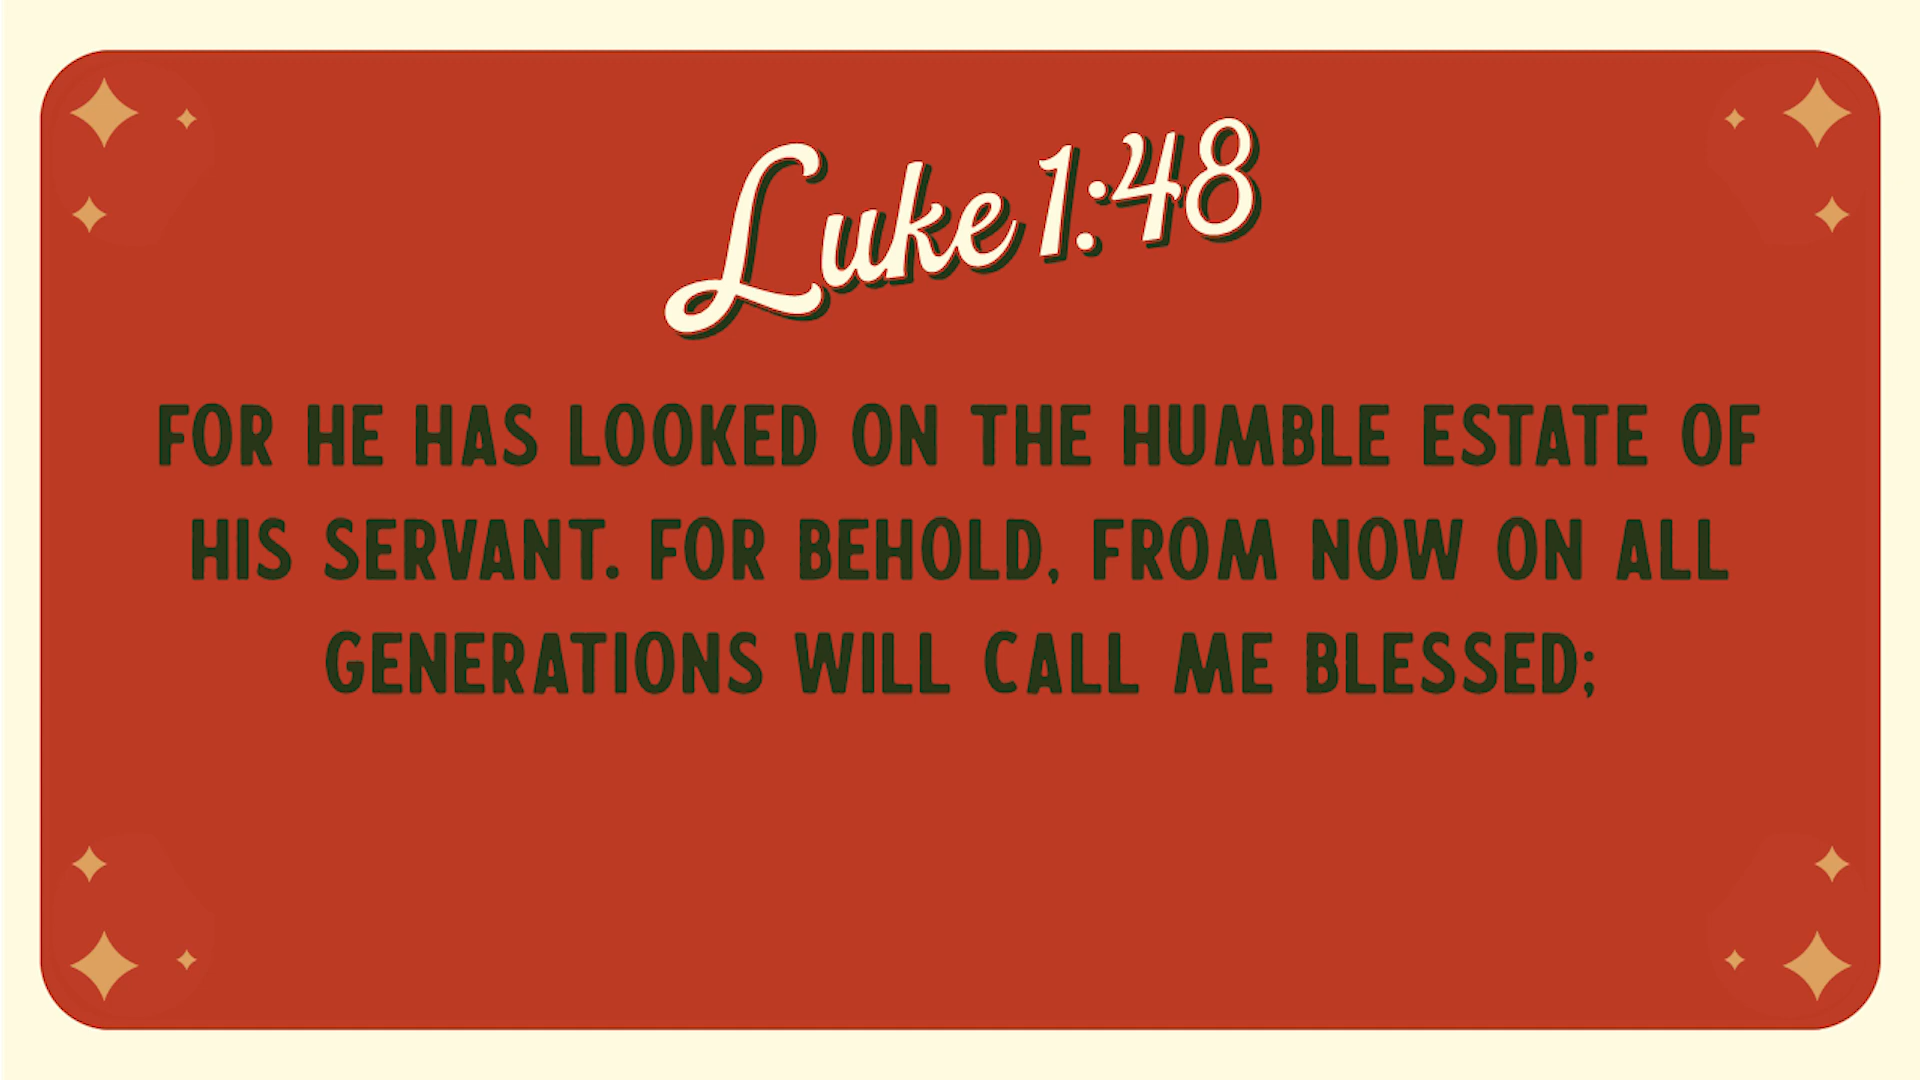 Luke 1:48
FOR HE HAS LOOKED ON THE HUMBLE ESTATE OF
HIS SERVANT. FOR BEHOLD, FROM NOW ON ALL
GENERATIONS WILL CALL ME BLESSED;